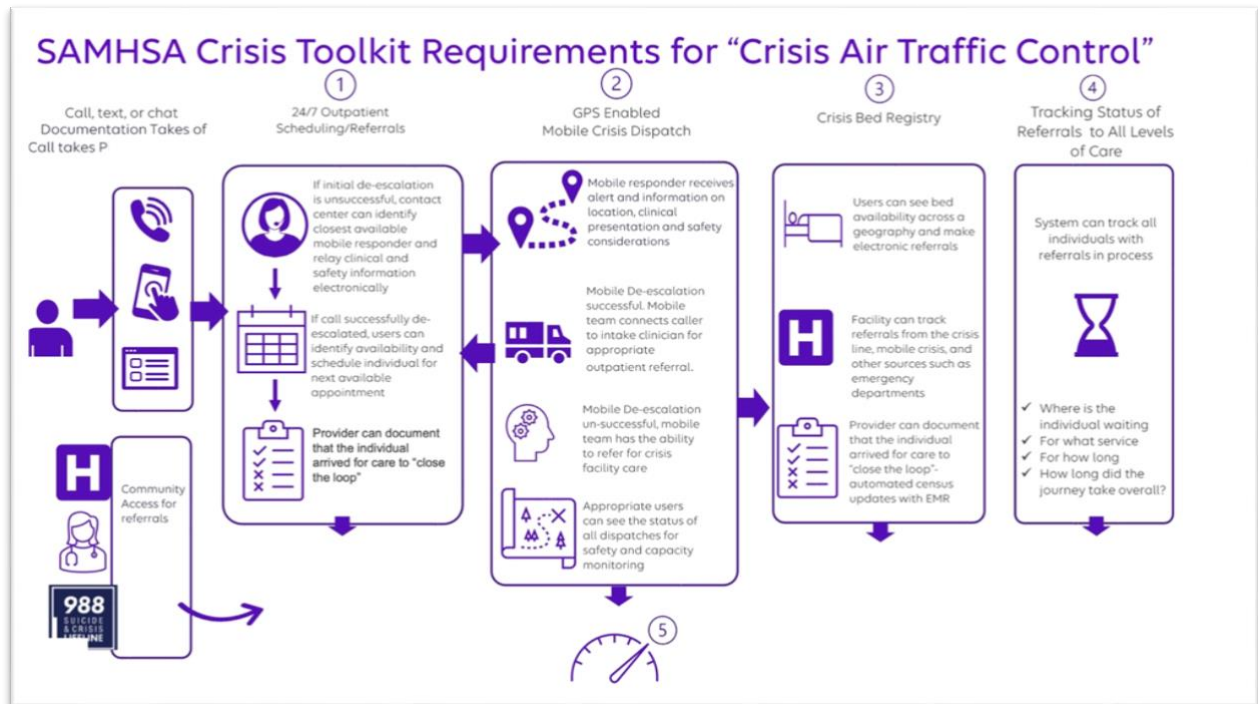 SAMHSA Crisis Toolkit Requirements for “Crisis Air Traffic Control”
Call, text, or chat
Documentation Takes of
Call takes P
1
24/7 Outpatient
Scheduling/Referrals
If initial de-escalation
is unsuccessful, contact
center can identify
closest available
mobile responder and
relay clinical and
safety information
electronically
If call successfully de-
escalated, users can
identify availability and
schedule individual for
next available
appointment
Provider can document
that the individual
arrived for care to “close
the loop”
H
Community
Access for
referrals
988
SUICIDE
& CRISIS
LIFELINE
2
GPS Enabled
Mobile Crisis Dispatch
Mobile responder receives
alert and information on
location, clinical
presentation and safety
considerations
Mobile De-escalation
successful. Mobile
team connects caller
to intake clinician for
appropriate
outpatient referral.
Mobile De-escalation
un-successful, mobile
team has the ability
to refer for crisis
facility care
Appropriate users
can see the status of
all dispatches for
safety and capacity
monitoring
3
Crisis Bed Registry
Users can see bed
availability across a
geography and make
electronic referrals
H
Facility can track
referrals from the crisis
line, mobile crisis, and
other sources such as
emergency
departments
Provider can document
that the individual
arrived for care to
“close the loop”-
automated census
updates with EMR
4
Tracking Status of
Referrals to All Levels
of Care
System can track all
individuals with
referrals in process
✓ Where is the
individual waiting
✓ For what service
✓ For how long
✓ How long did the
journey take overall?
5